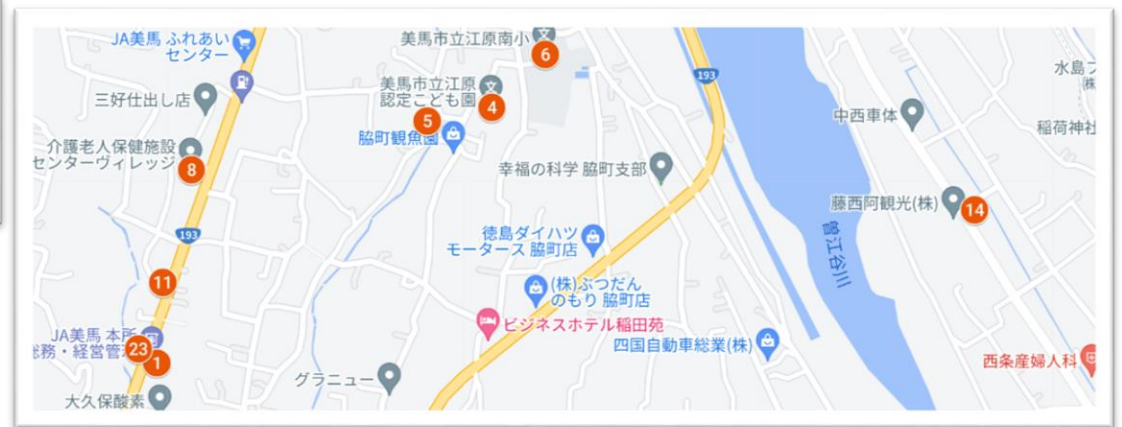 JA美馬 ふれあい
センター
美馬市立江原南小
6
193
水島
三好仕出し店
美馬市立江原
認定こども園
4
5
脇町観魚園
中西車体
稲荷神社
介護老人保健施設
センターヴィレッジ
8
幸福の科学 脇町支部
藤西阿観光(株)
14
193
徳島ダイハツ
モータース 脇町店
曽江谷川
11
(株)ぶつだん
のもり 脇町店
ビジネスホテル稲田苑
JA美馬 本所
総務・経営管
23
1
四国自動車総業(株)
西条産婦人科
グラニュー
大久保酸素